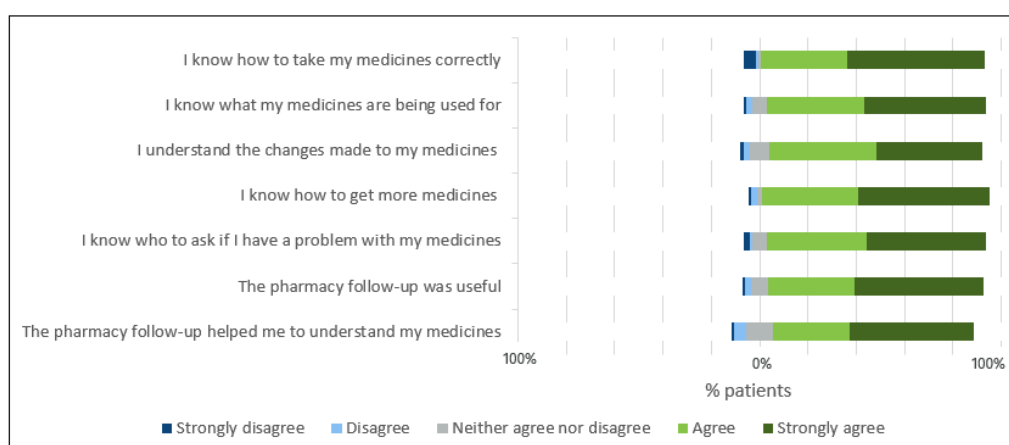 I know how to take my medicines correctly
I know what my medicines are being used for
I understand the changes made to my medicines
I know how to get more medicines
I know who to ask if I have a problem with my medicines
The pharmacy follow-up was useful
The pharmacy follow-up helped me to understand my medicines
100% 0% 100%
% patients
Strongly disagree Disagree Neither agree nor disagree Agree Strongly agree